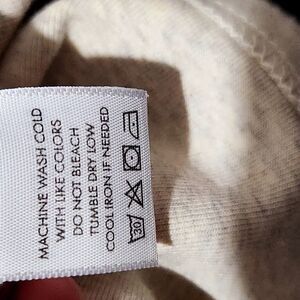 MACHINE WASH COLD
WITH LIKE COLORS
DO NOT BLEACH
TUMBLE DRY LOW
COOL IRON IF NEEDED
30